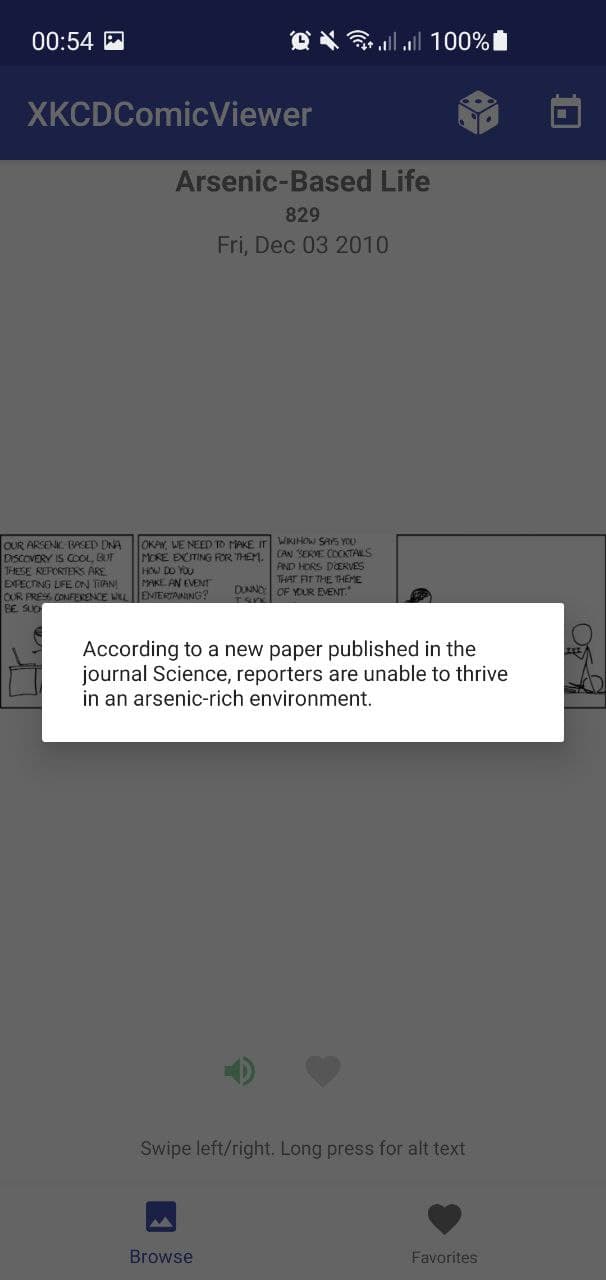 00:54
100%
XKCDComicViewer
Arsenic-Based Life
829
Fri, Dec 03 2010
OUR ARSENIC-BASED DNA
DISCOVERY IS COOL, BUT
THESE REPORTERS ARE
EXPECTING LIFE ON TITAN!
OUR PRESS CONFERENCE WILL
BE SUCH
OKAY, WE NEED TO MAKE IT
MORE EXCITING FOR THEM.
HOW DO YOU
MAKE AN EVENT
ENTERTAINING?
DUNNO;
I SUCK
WIKIHOW SAYS YOU
CAN "SERVE COCKTAILS
AND HORS D'OERVES
THAT FIT THE THEME
OF YOUR EVENT."
According to a new paper published in the
journal Science, reporters are unable to thrive
in an arsenic-rich environment.
Swipe left/right. Long press for alt text
Browse
Favorites